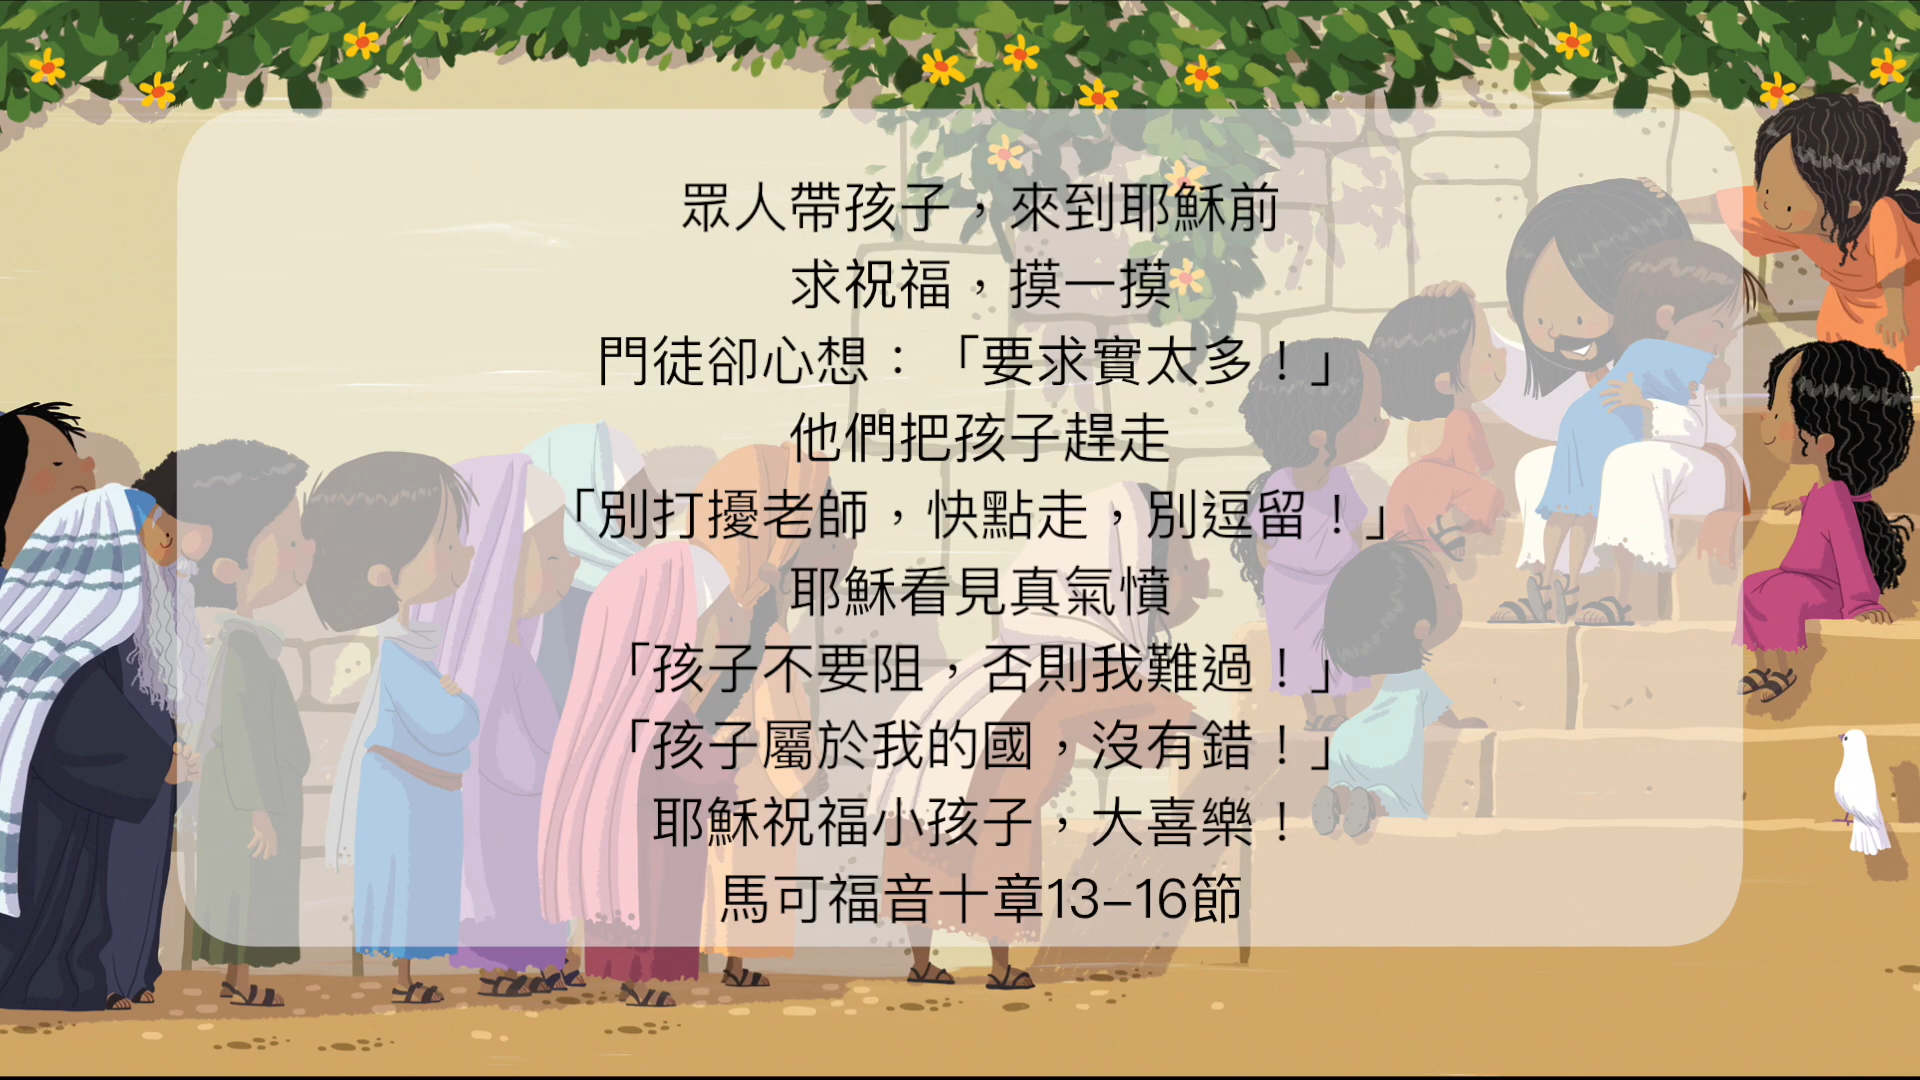 眾人帶孩子，來到耶穌前
求祝福，摸一摸
門徒卻心想：「要求實太多！」
他們把孩子趕走
「別打擾老師，快點走，別逗留！」
耶穌看見真氣憤
「孩子不要阻，否則我難過！」
「孩子屬於我的國，沒有錯！」
耶穌祝福小孩子，大喜樂！
馬可福音十章13–16節